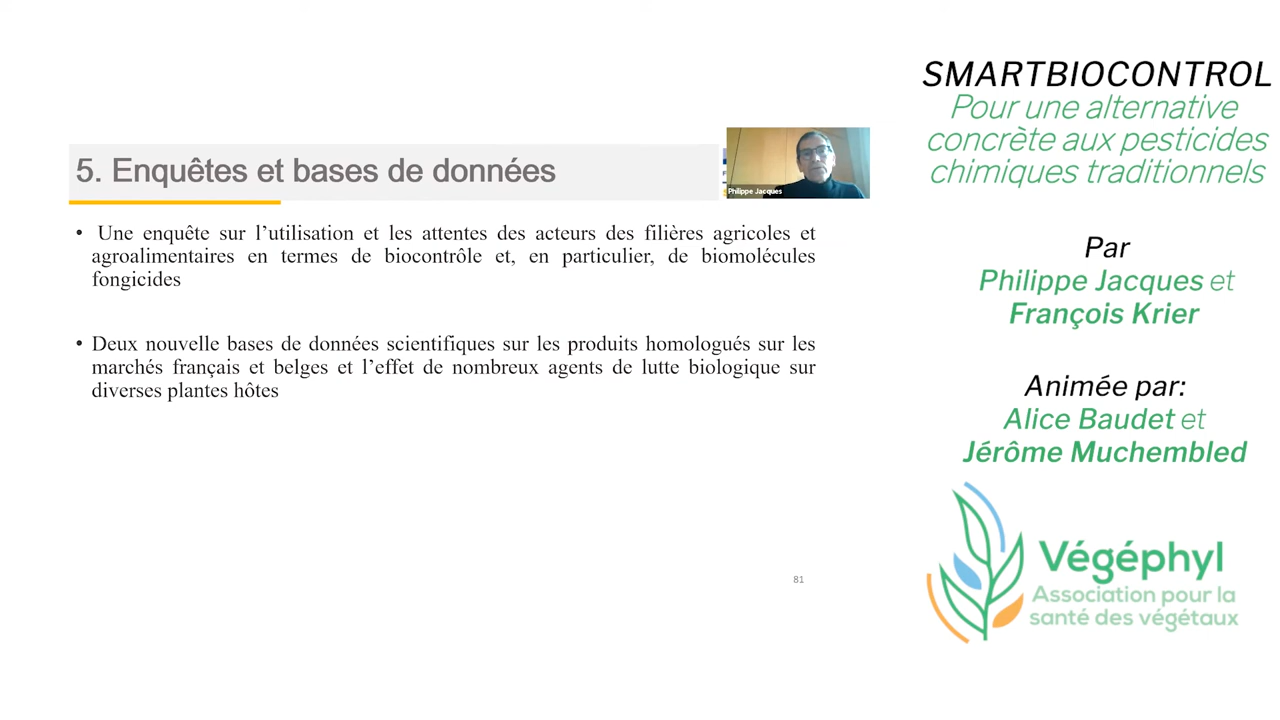 5. Enquêtes et bases de données
Philippe Jacques
• Une enquête sur l’utilisation et les attentes des acteurs des filières agricoles et
agroalimentaires en termes de biocontrôle et, en particulier, de biomolécules
fongicides
• Deux nouvelle bases de données scientifiques sur les produits homologués sur les
marchés français et belges et l’effet de nombreux agents de lutte biologique sur
diverses plantes hôtes
81
SMARTBIOCONTROL
Pour une alternative
concrète aux pesticides
chimiques traditionnels
Par
Philippe Jacques et
François Krier
Animée par:
Alice Baudet et
Jérôme Muchembled
Végéphyl
Association pour la
santé des végétaux